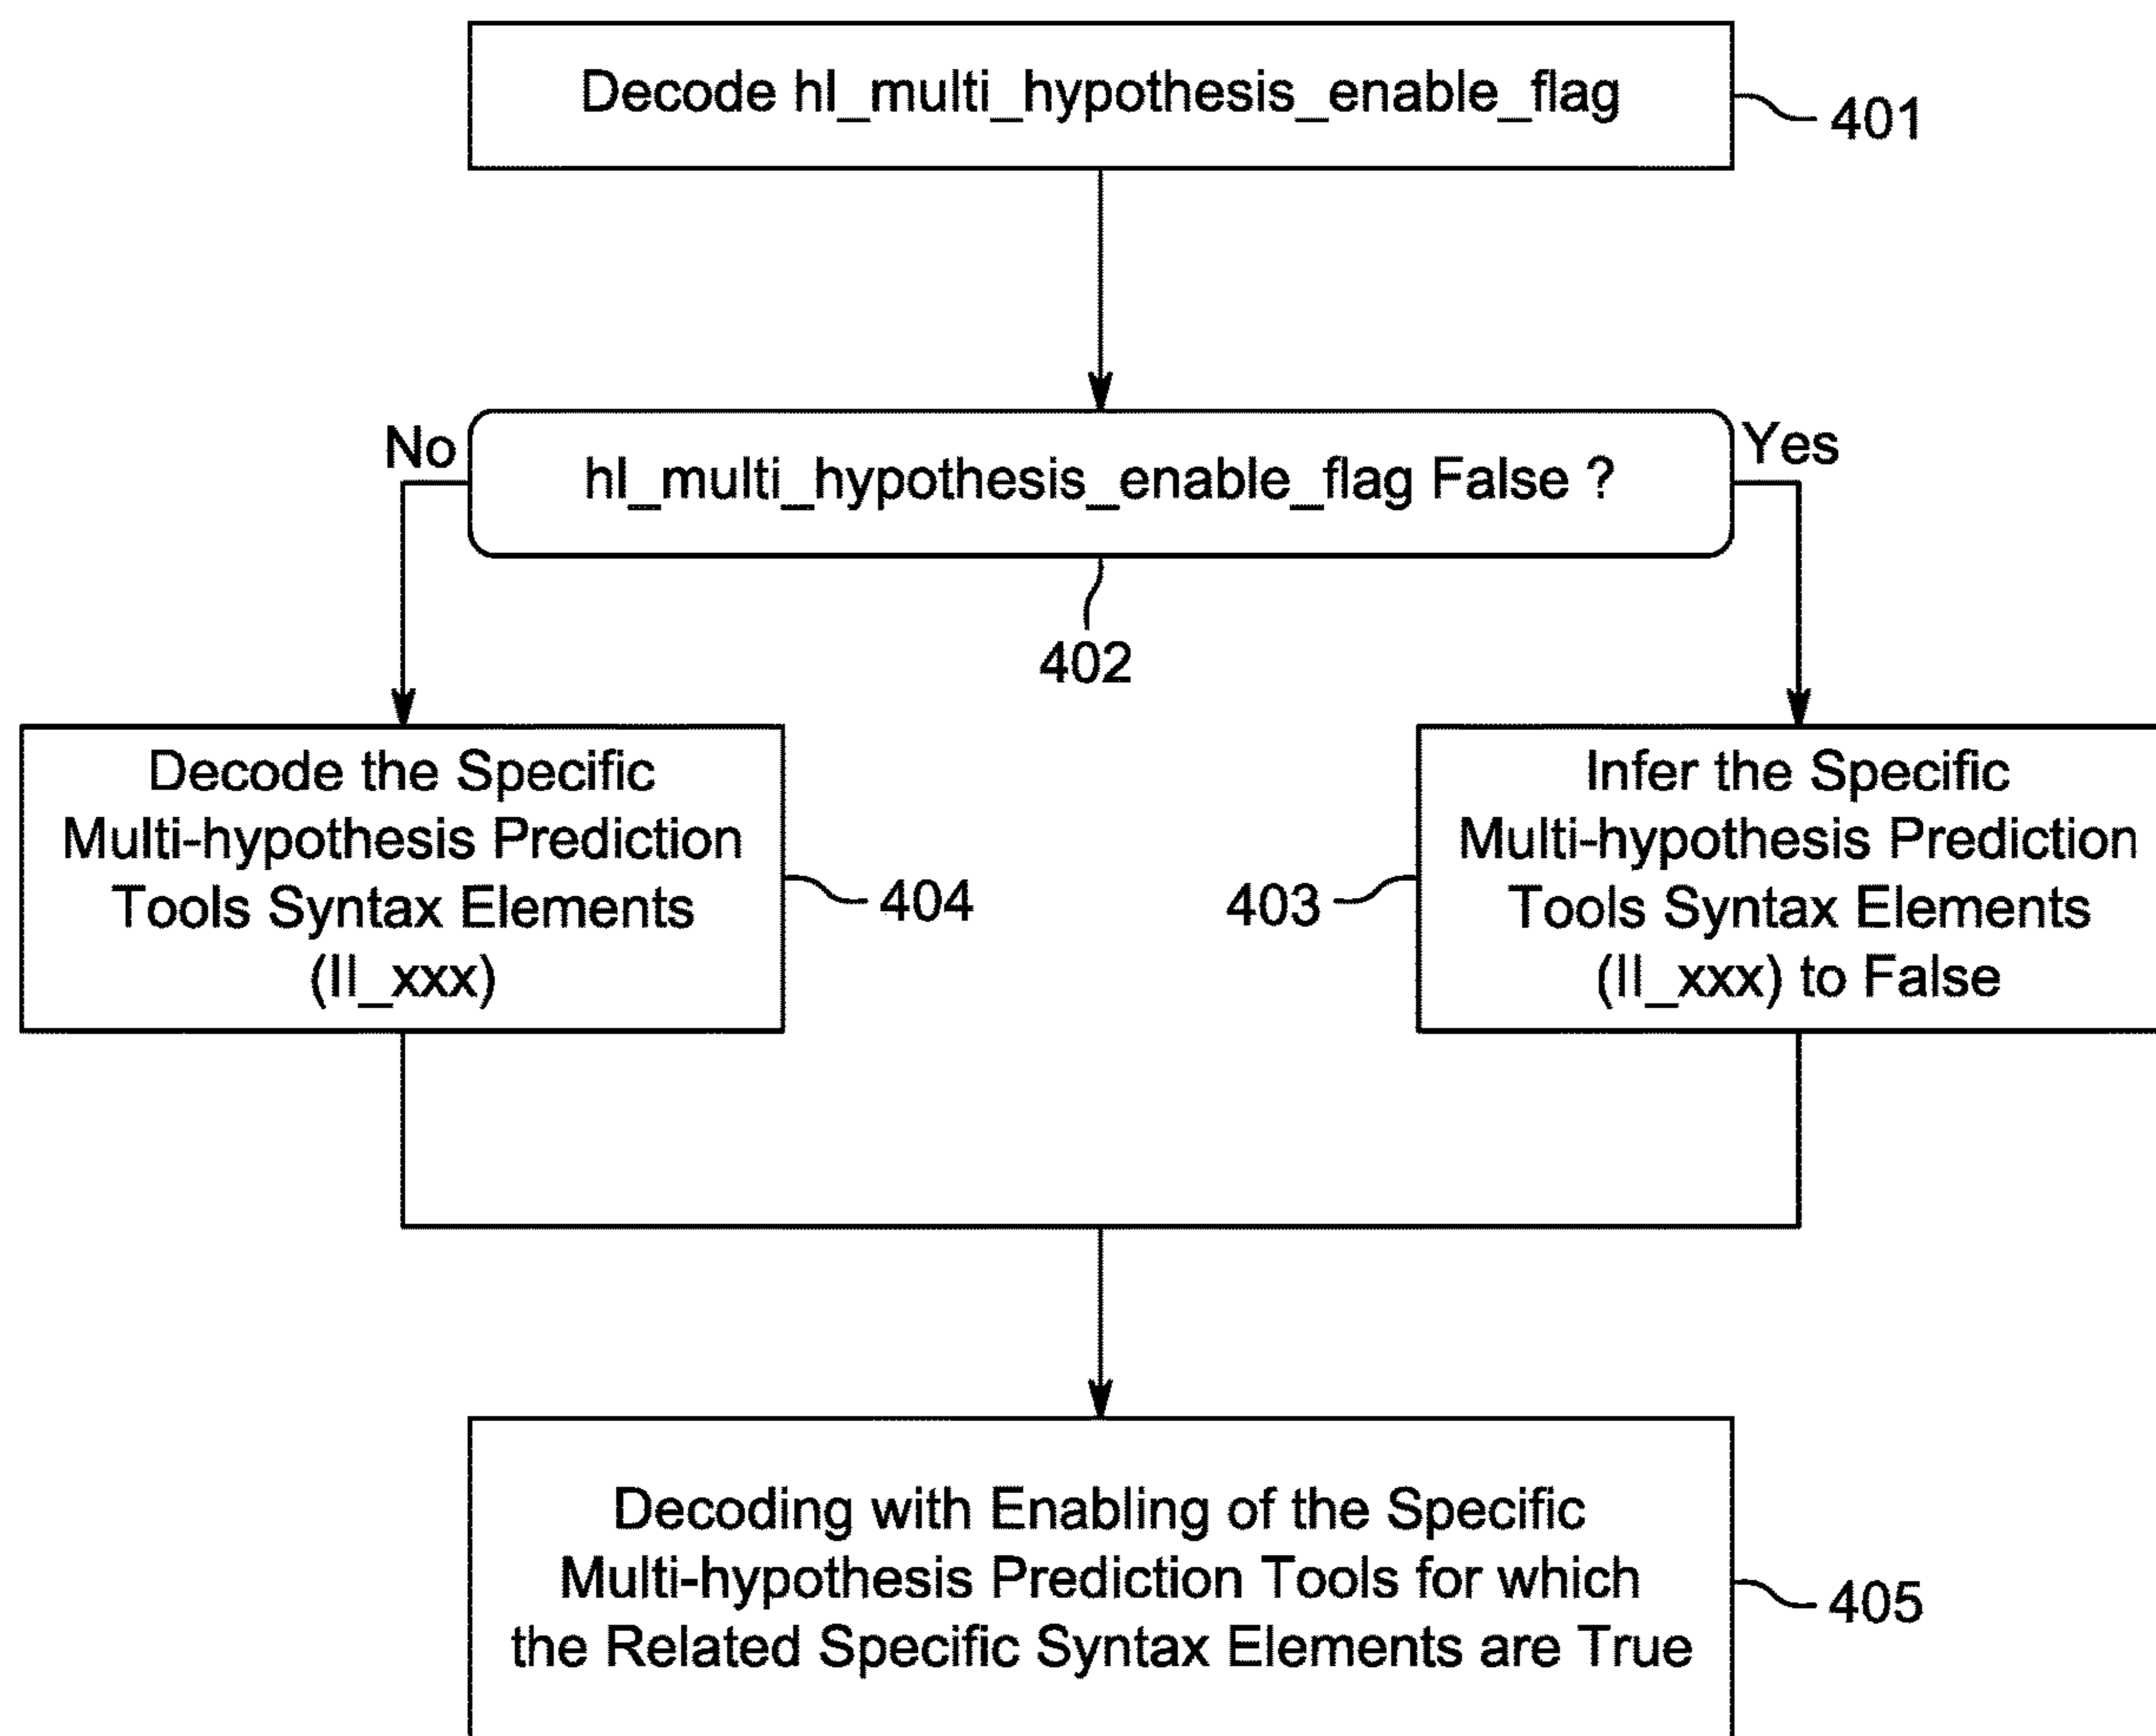 Decode hl_multi_hypothesis_enable_flag
401
No
hl_multi_hypothesis_enable_flag False ?
Yes
402
Decode the Specific
Multi-hypothesis Prediction
Tools Syntax Elements
(ll_xxx)
404
403
Infer the Specific
Multi-hypothesis Prediction
Tools Syntax Elements
(ll_xxx) to False
Decoding with Enabling of the Specific
Multi-hypothesis Prediction Tools for which
the Related Specific Syntax Elements are True
405